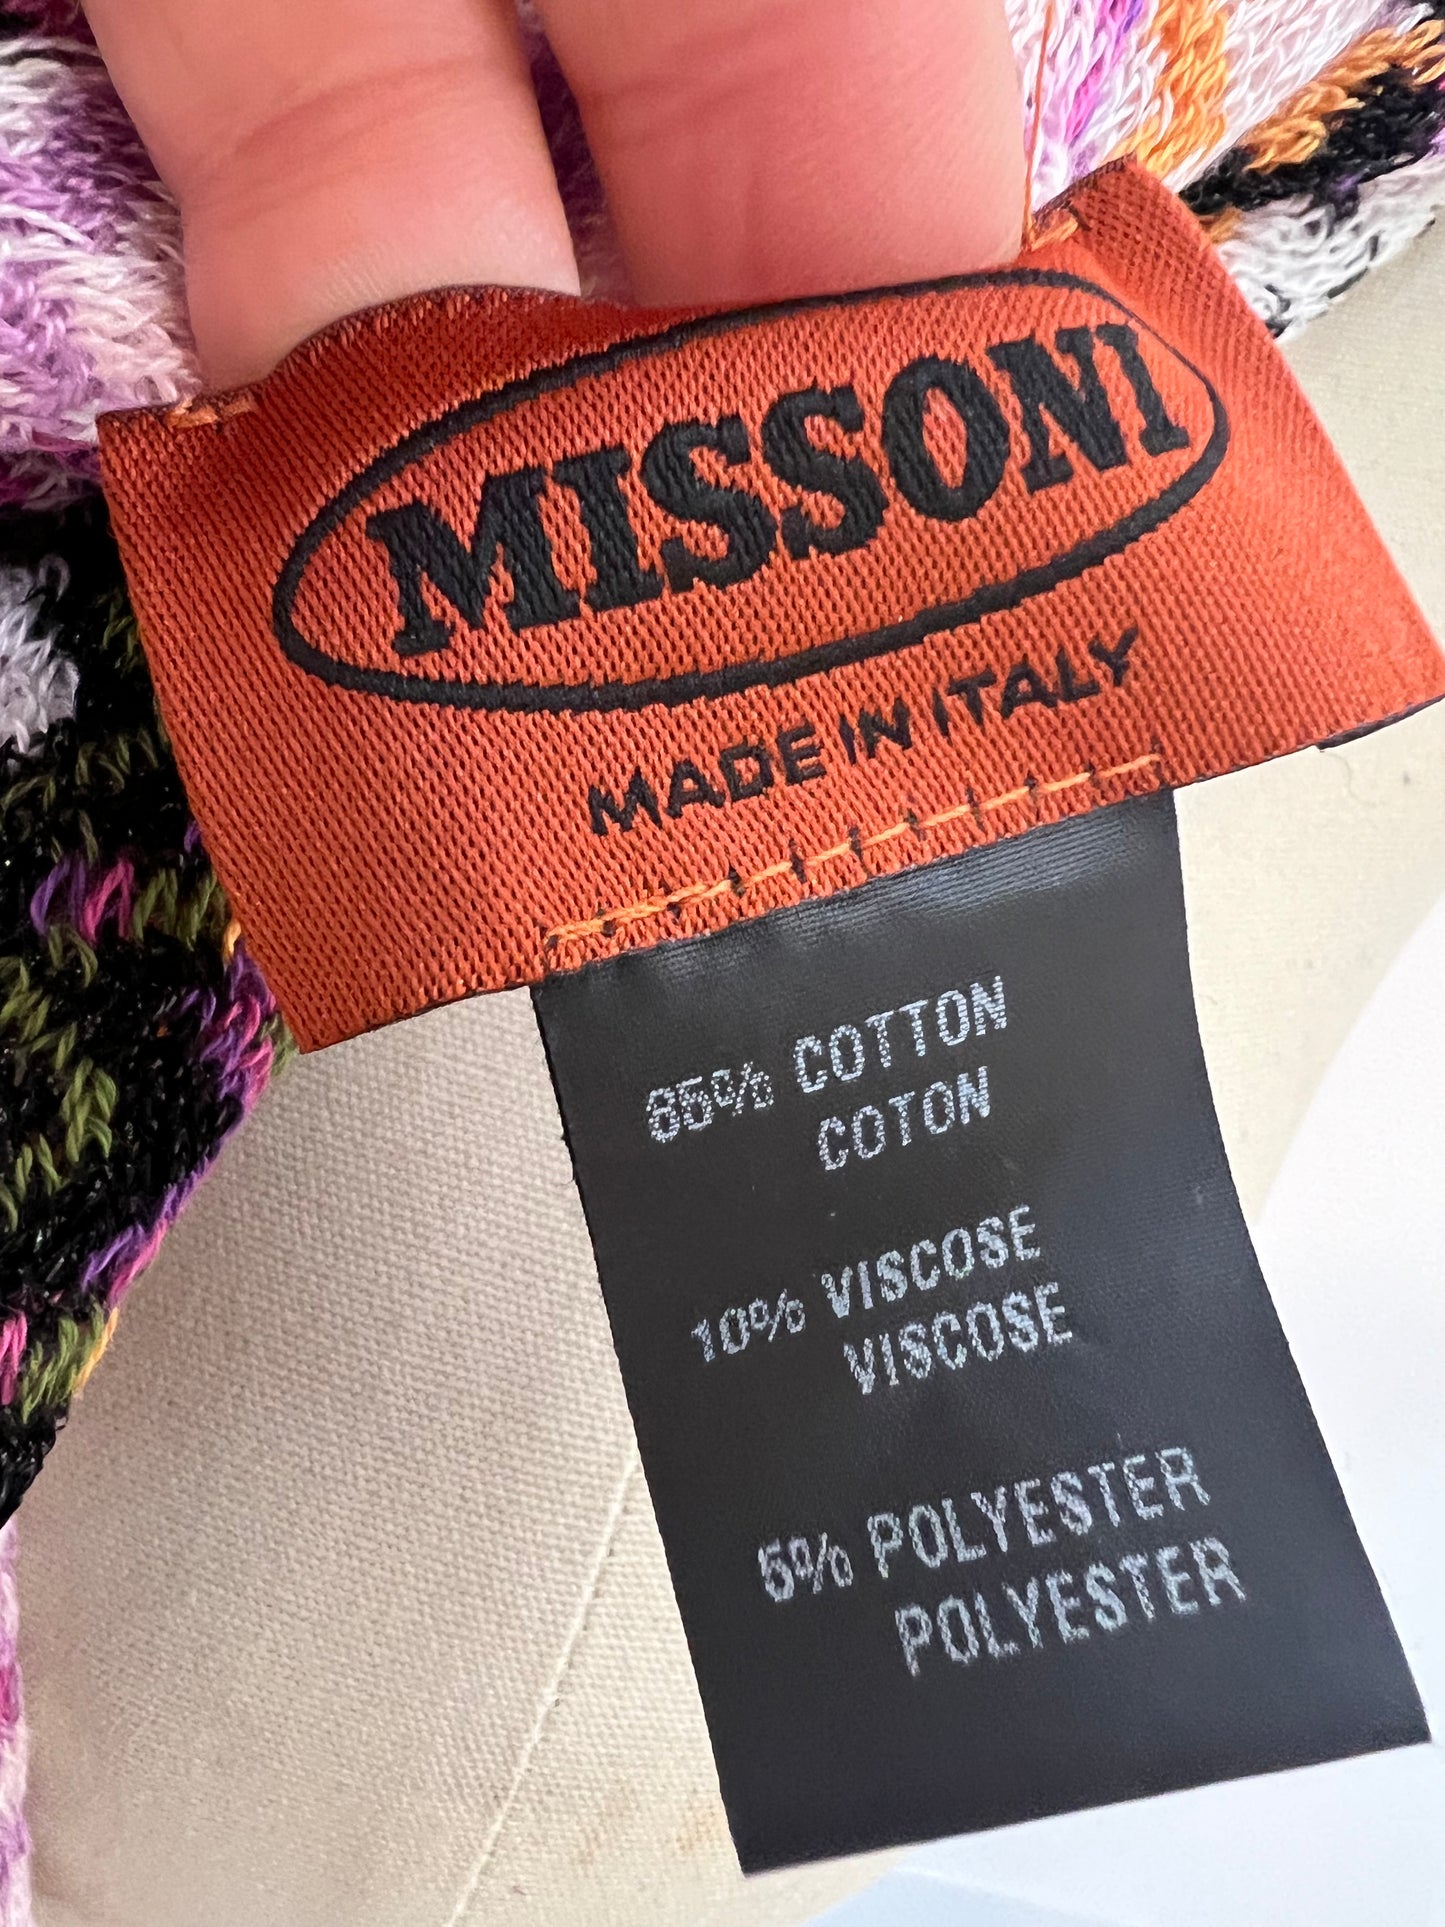 MISSONI
MADE IN ITALY
85% COTTON
COTON
10% VISCOSE
VISCOSE
5% POLYESTER
POLYESTER